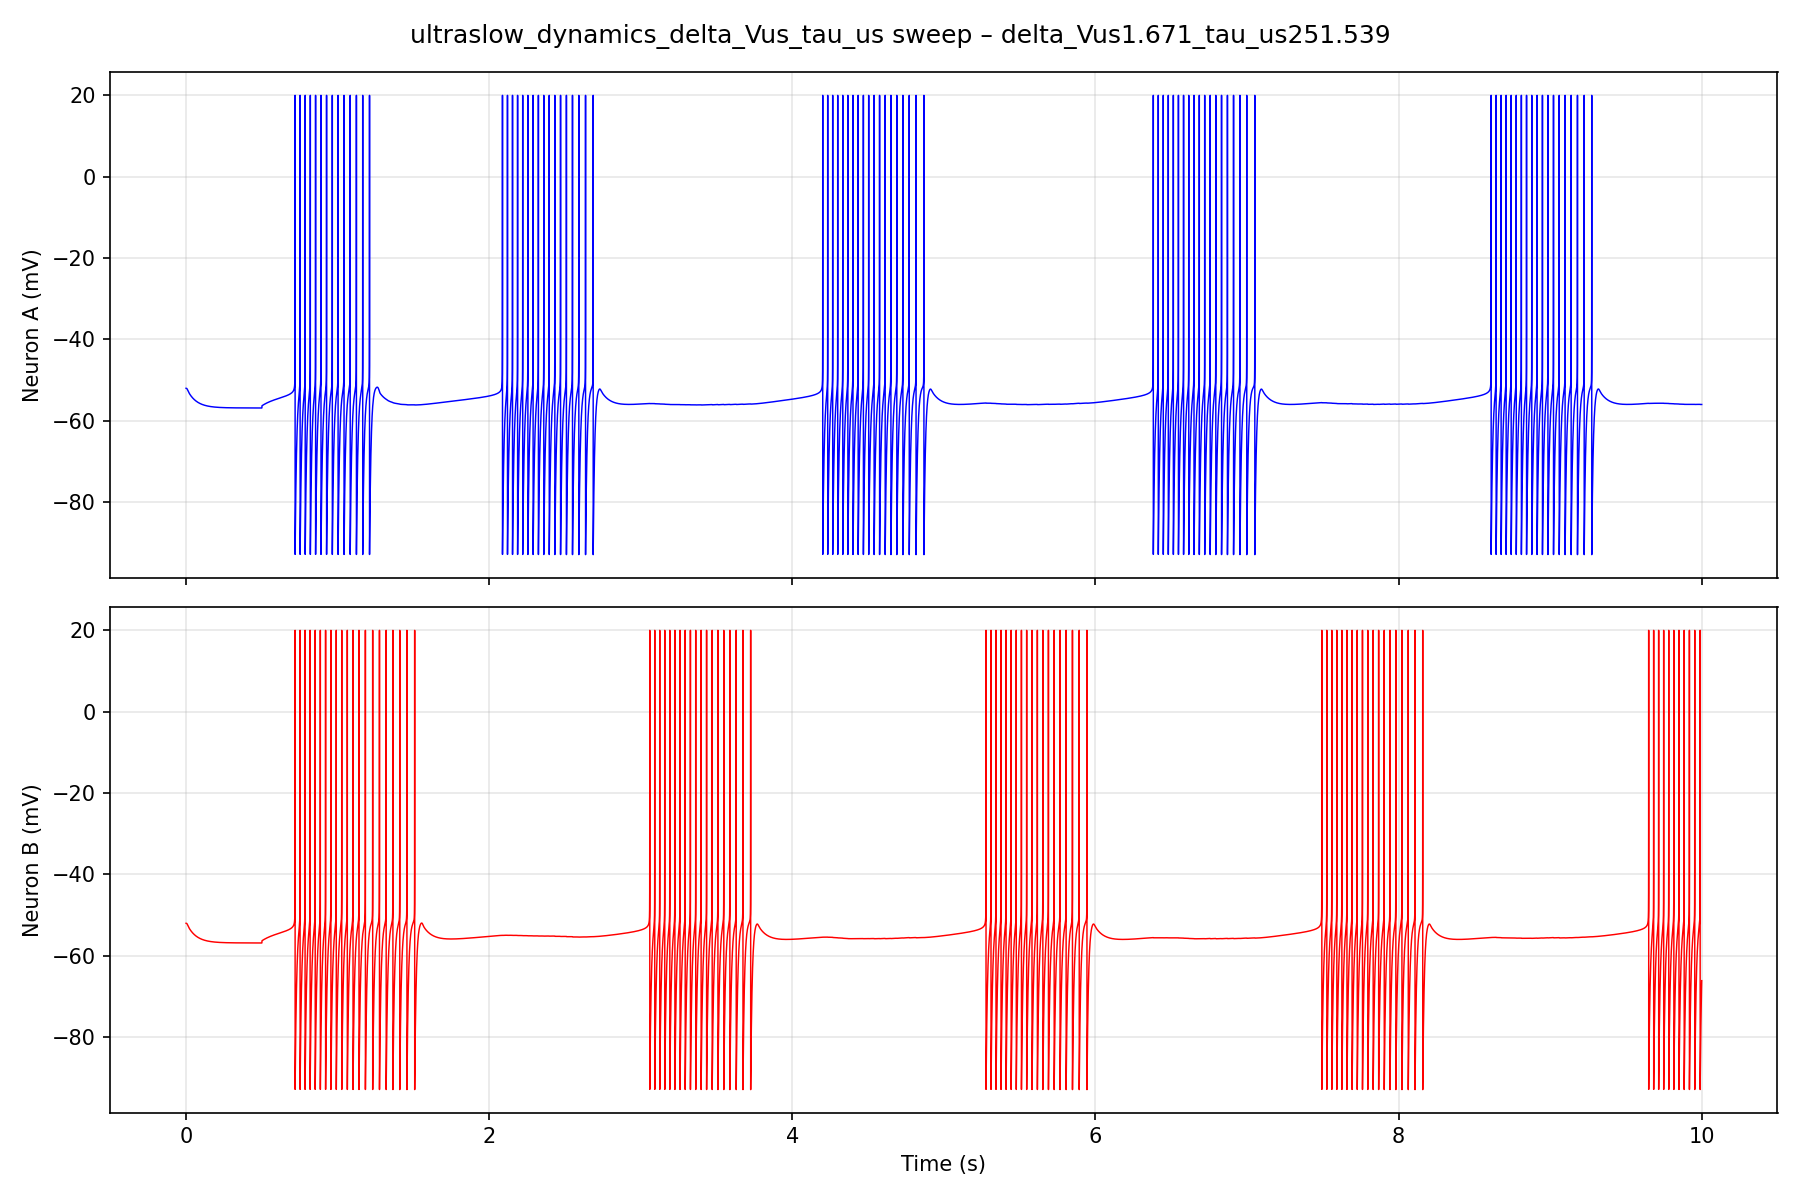 ultraslow_dynamics_delta_Vus_tau_us sweep – delta_Vus1.671_tau_us251.539
20
0
−20
−40
−60
−80
Neuron A (mV)
20
0
−20
−40
−60
−80
Neuron B (mV)
0 2 4 6 8 10
Time (s)